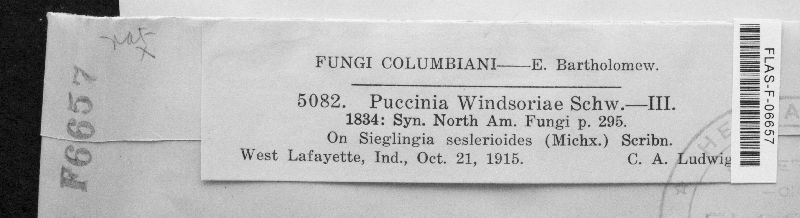 FUNGI COLUMBIANI—E. Bartholomew.
5082. Puccinia Windsoriae Schw.—III.
1834: Syn. North Am. Fungi p. 295.
On Sieglingia seslerioides (Michx.) Scribn.
West Lafayette, Ind., Oct. 21, 1915. C. A. Ludwig
FLAS-F-06657
F6657
HE